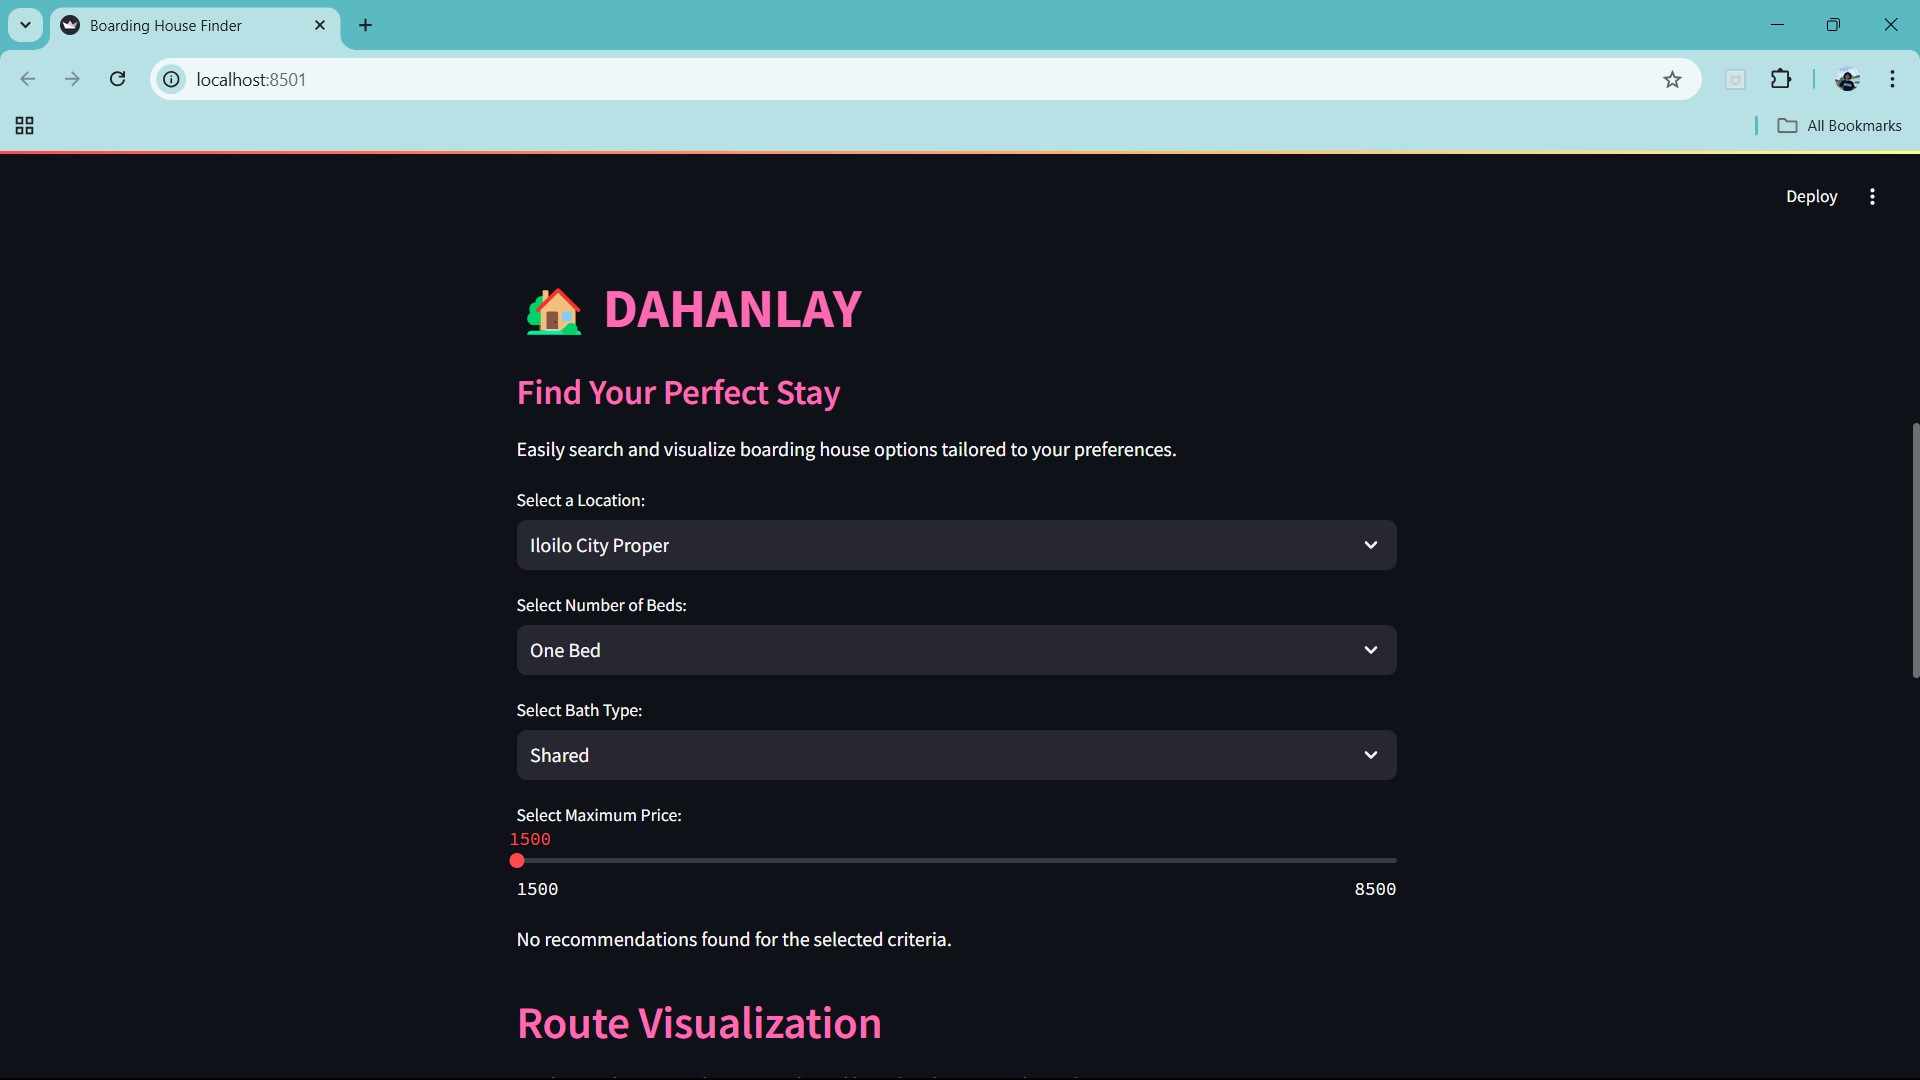 Boarding House Finder
localhost:8501
All Bookmarks
Deploy
DAHANLAY
Find Your Perfect Stay
Easily search and visualize boarding house options tailored to your preferences.
Select a Location:
Iloilo City Proper
Select Number of Beds:
One Bed
Select Bath Type:
Shared
Select Maximum Price:
1500
1500 8500
No recommendations found for the selected criteria.
Route Visualization